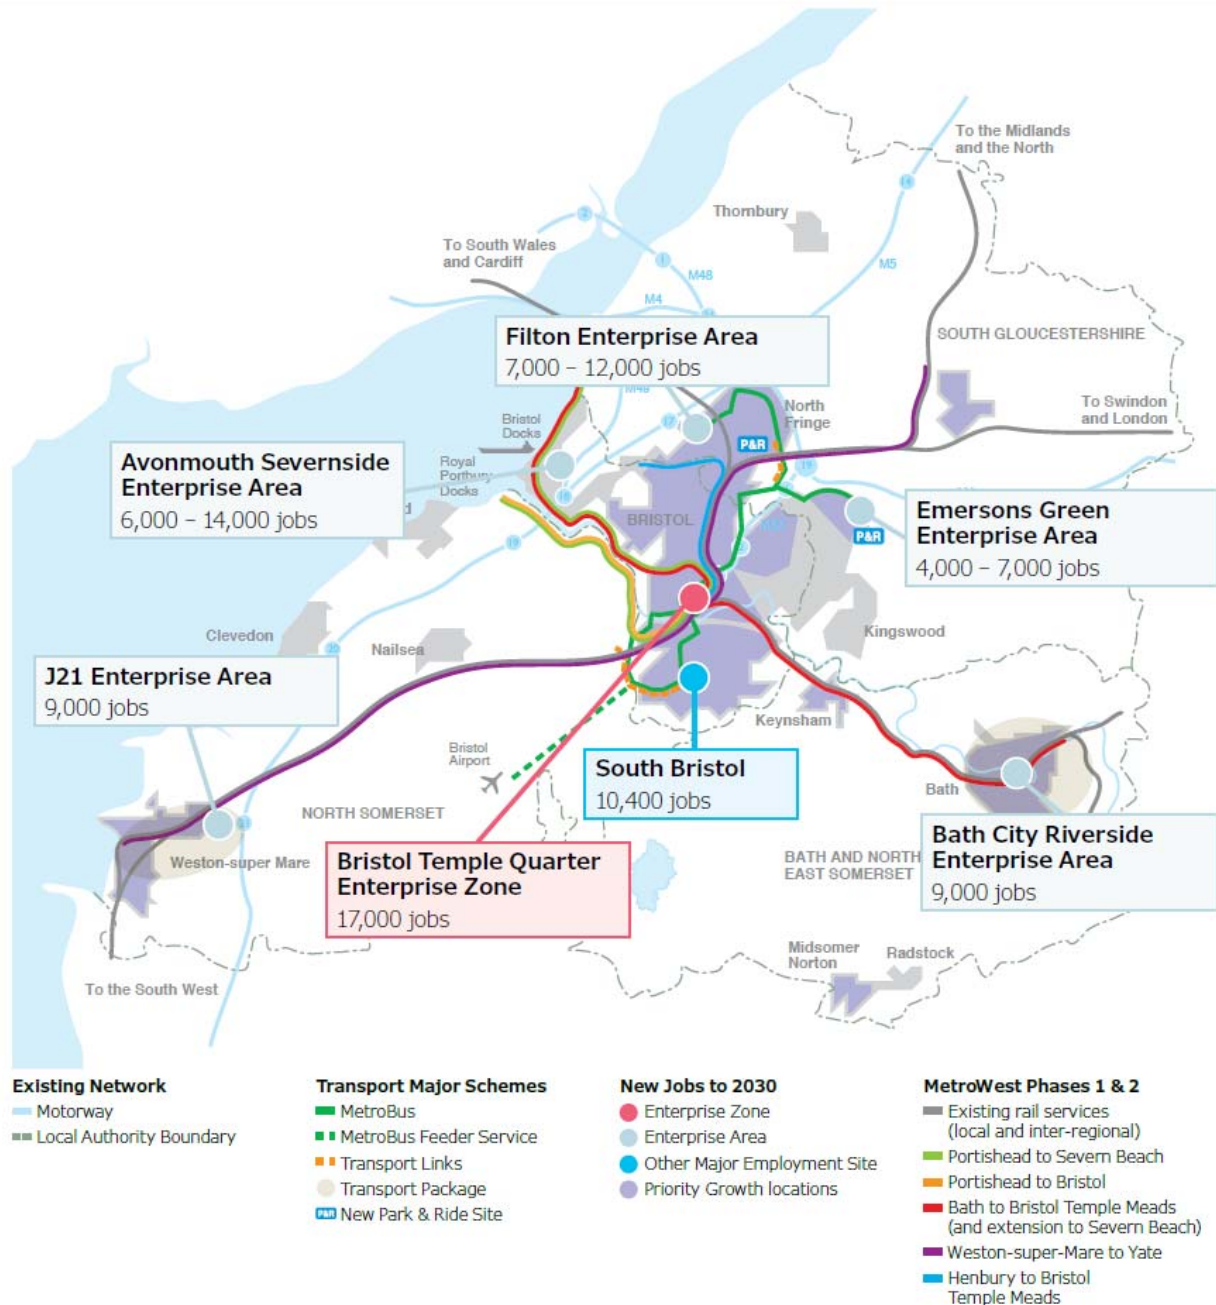 To the Midlands
and the North
14
Thornbury
2
To South Wales
and Cardiff
1
M48
M5
M4
Filton Enterprise Area
7,000 – 12,000 jobs
SOUTH GLOUCESTERSHIRE
M49
To Swindon
and London
North
Fringe
Bristol
Docks
17
P&R
Avonmouth Severnside
Enterprise Area
6,000 – 14,000 jobs
Royal
Portbury
Docks
18
19
BRISTOL
Emersons Green
Enterprise Area
4,000 – 7,000 jobs
P&R
d
19
Clevedon
20
Nailsea
Kingswood
J21 Enterprise Area
9,000 jobs
Keynsham
Bristol
Airport
South Bristol
10,400 jobs
Bath
NORTH SOMERSET
Weston-super Mare
Bristol Temple Quarter
Enterprise Zone
17,000 jobs
BATH AND NORTH
EAST SOMERSET
Bath City Riverside
Enterprise Area
9,000 jobs
Midsomer
Norton
Radstock
To the South West
Existing Network
Motorway
Local Authority Boundary
Transport Major Schemes
MetroBus
MetroBus Feeder Service
Transport Links
Transport Package
P&R New Park & Ride Site
New Jobs to 2030
Enterprise Zone
Enterprise Area
Other Major Employment Site
Priority Growth locations
MetroWest Phases 1 & 2
Existing rail services
(local and inter-regional)
Portishead to Severn Beach
Portishead to Bristol
Bath to Bristol Temple Meads
(and extension to Severn Beach)
Weston-super-Mare to Yate
Henbury to Bristol
Temple Meads